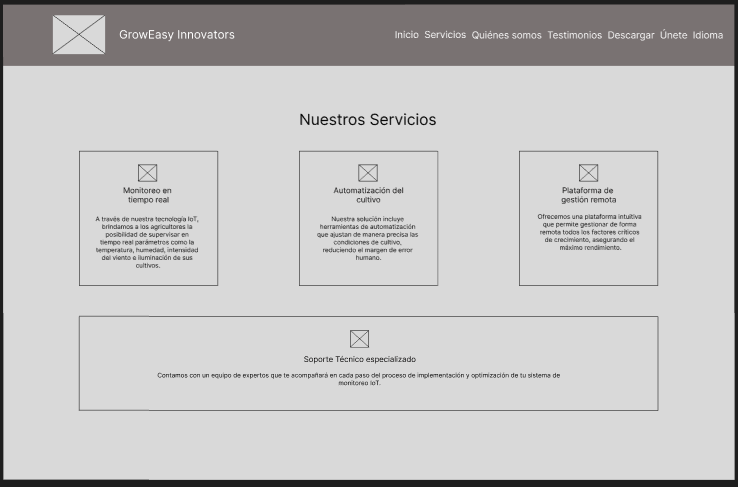 GrowEasy Innovators
Inicio Servicios Quiénes somos Testimonios Descargar Únete Idioma
Nuestros Servicios
Monitoreo en
tiempo real
A través de nuestra tecnología IoT,
brindamos a los agricultores la
posibilidad de supervisar en
tiempo real parámetros como la
temperatura, humedad, intensidad
del viento e iluminación de sus
cultivos.
Automatización del
cultivo
Nuestra solución incluye
herramientas de automatización
que ajustan de manera precisa las
condiciones de cultivo,
reduciendo el margen de error
humano.
Plataforma de
gestión remota
Ofrecemos una plataforma intuitiva
que permite gestionar de forma
remota todos los factores críticos
de crecimiento, asegurando el
máximo rendimiento.
Soporte Técnico especializado
Contamos con un equipo de expertos que te acompañará en cada paso del proceso de implementación y optimización de tu sistema de
monitoreo IoT.